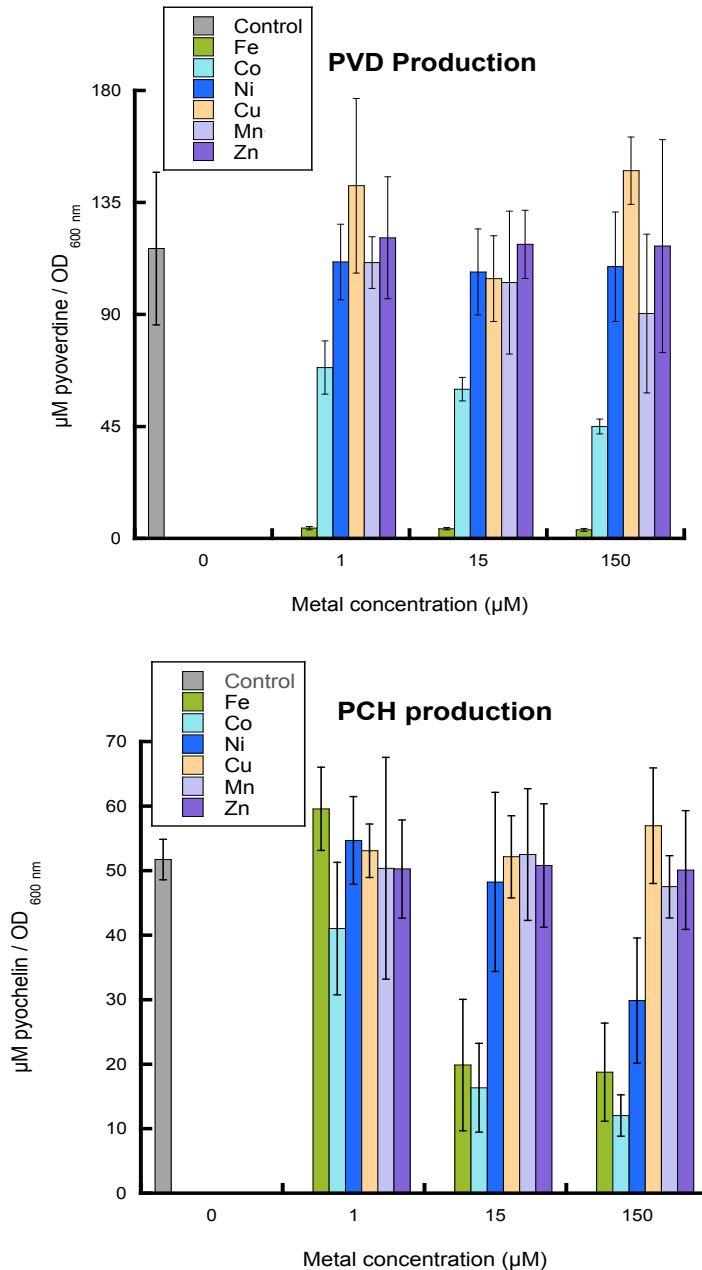 Control
Fe
Co
Ni
Cu
Mn
Zn
PVD Production
180
135
90
45
0
µM pyoverdine / OD 600 nm
0 1 15 150
Metal concentration (µM)
Control
Fe
Co
Ni
Cu
Mn
Zn
PCH production
70
60
50
40
30
20
10
0
µM pyochelin / OD 600 nm
0 1 15 150
Metal concentration (µM)